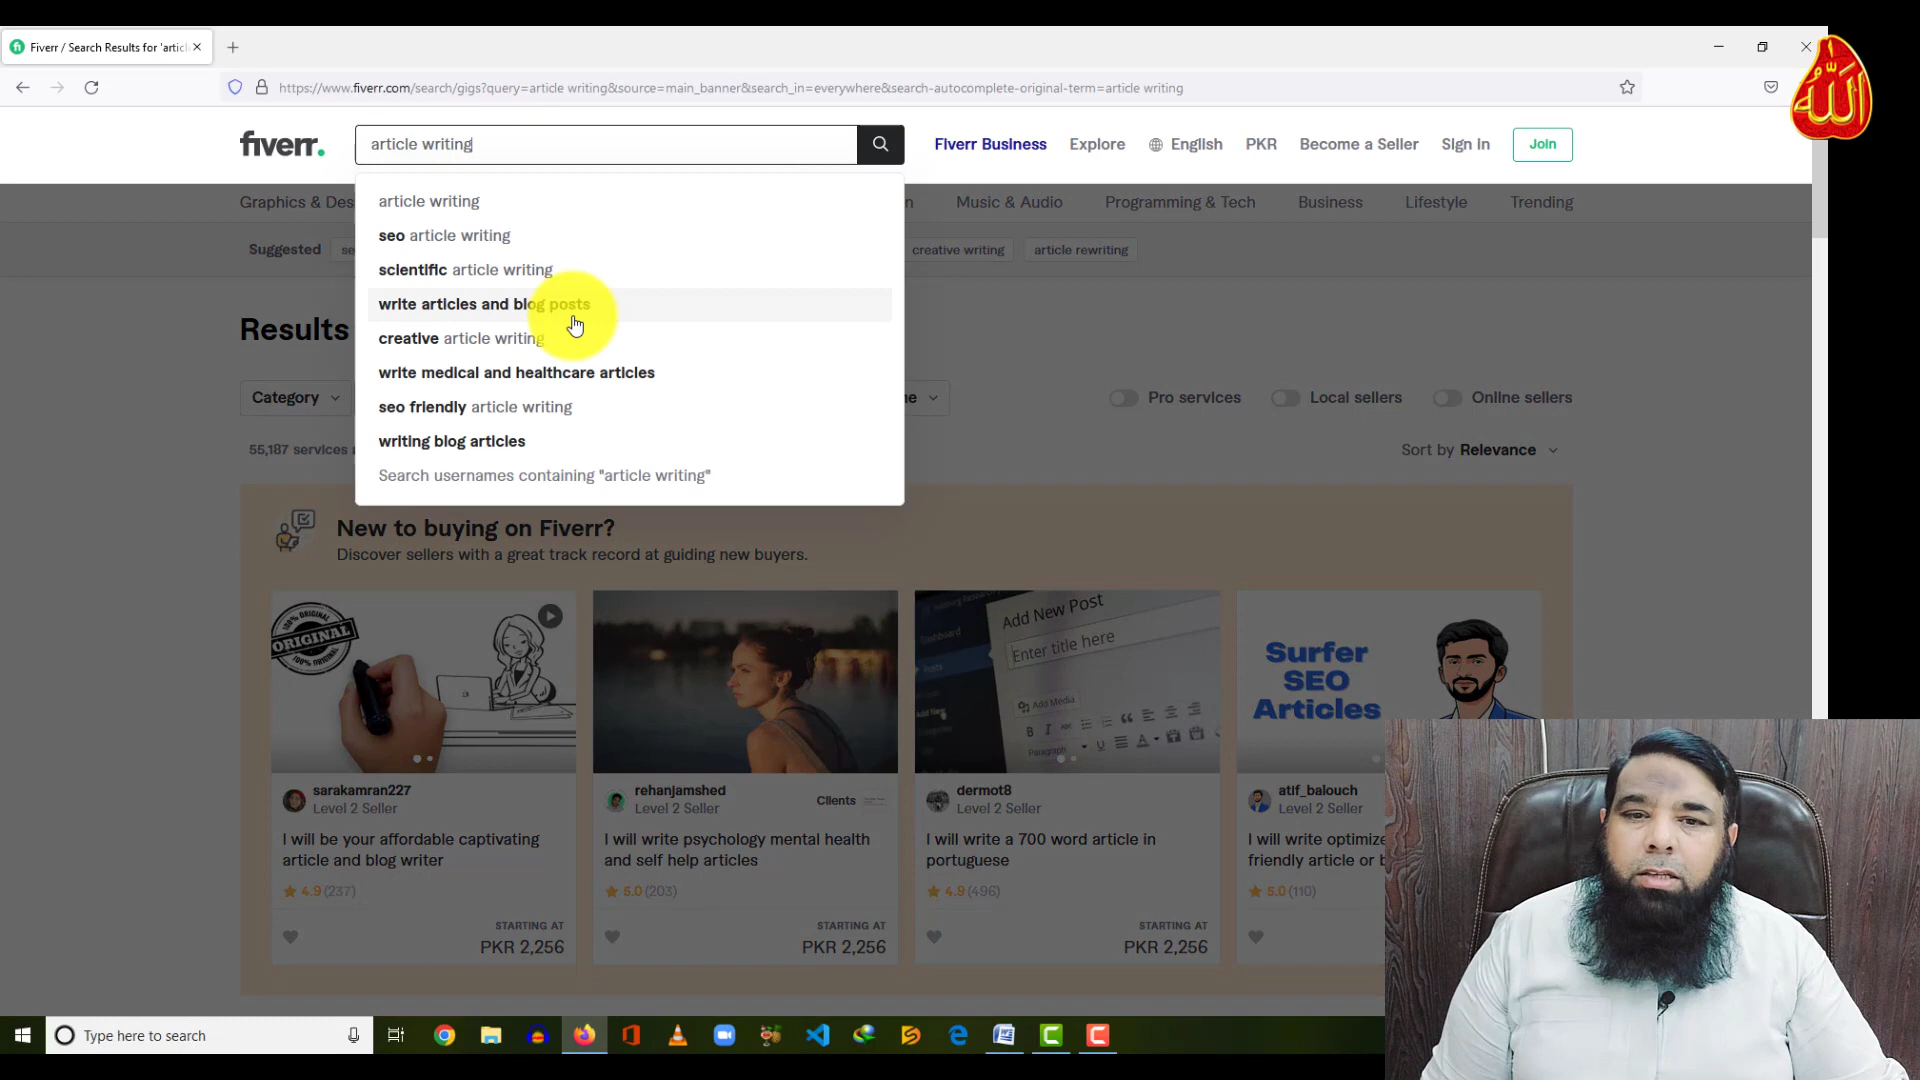 Fiverr / Search Results for 'articl
https://www.fiverr.com/search/gigs?query=article writing&source=main_banner&search_in=everywhere&search-autocomplete-original-term=article writing
fiverr.
article writing
Fiverr Business
Explore
English
PKR
Become a Seller
Sign In
Join
article writing
seo article writing
scientific article writing
write articles and blog posts
creative article writing
write medical and healthcare articles
seo friendly article writing
writing blog articles
Search usernames containing "article writing"
Graphics & Des
Music & Audio
Programming & Tech
Business
Lifestyle
Trending
Suggested
creative writing
article rewriting
Results
Category
Pro services
Local sellers
Online sellers
55,187 services
Sort by Relevance
New to buying on Fiverr?
Discover sellers with a great track record at guiding new buyers.
ORIGINAL
100% ORIGINAL
Add New Post
Enter title here
Dashboard
Posts
Add New
Add Media
Paragraph
Surfer
SEO
Articles
sarakamran227
Level 2 Seller
I will be your affordable captivating
article and blog writer
4.9 (237)
STARTING AT
PKR 2,256
rehanjamshed
Level 2 Seller
Clients
I will write psychology mental health
and self help articles
5.0 (203)
STARTING AT
PKR 2,256
dermot8
Level 2 Seller
I will write a 700 word article in
portuguese
4.9 (496)
STARTING AT
PKR 2,256
atif_balouch
Level 2 Seller
I will write optimize
friendly article or b
5.0 (110)
Type here to search
الله